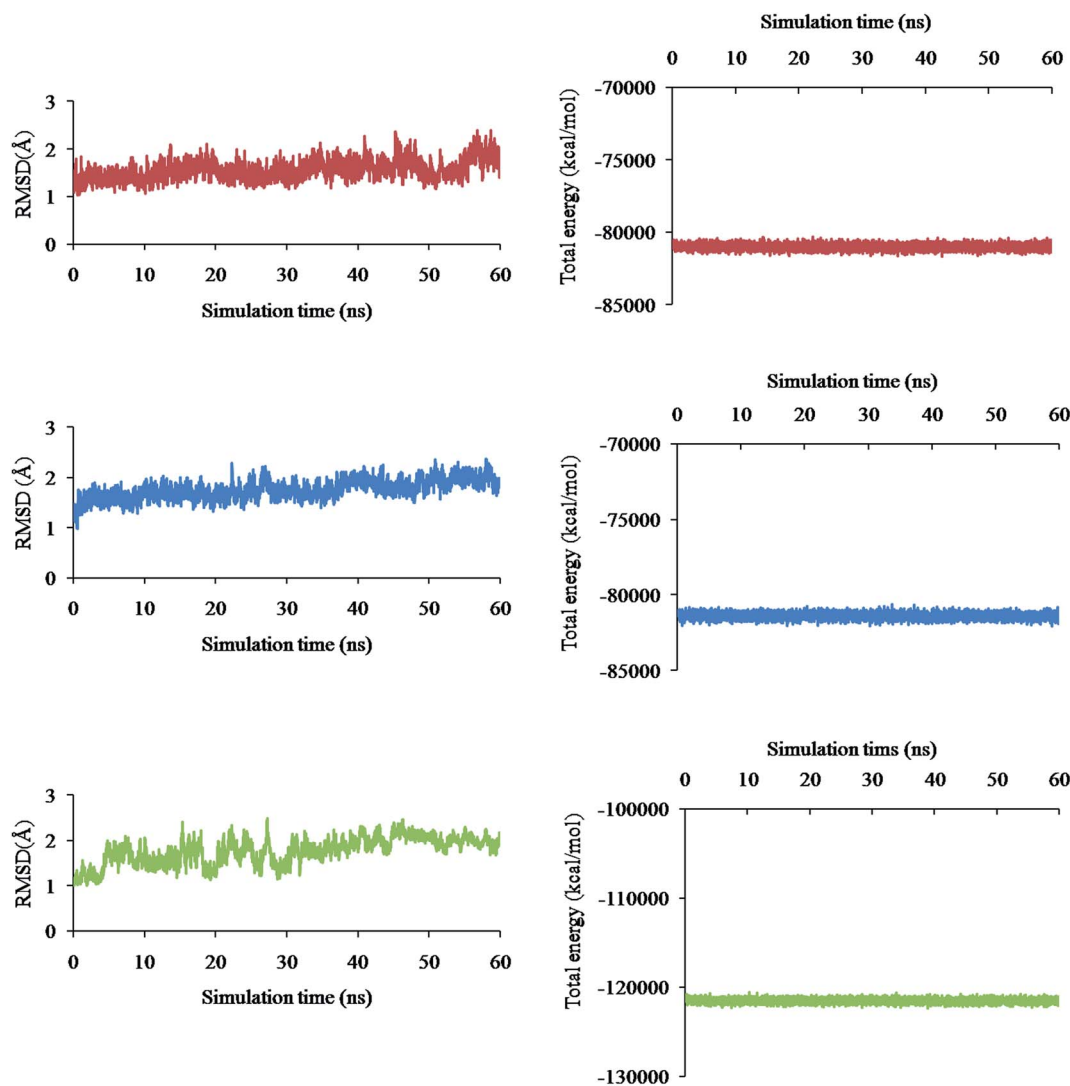 3
2
1
0
RMSD(Å)
0 10 20 30 40 50 60
Simulation time (ns)
Simulation time (ns)
0 10 20 30 40 50 60
-70000
-75000
-80000
-85000
Total energy (kcal/mol)
3
2
1
0
RMSD (Å)
0 10 20 30 40 50 60
Simulation time (ns)
Simulation time (ns)
0 10 20 30 40 50 60
-70000
-75000
-80000
-85000
Total energy (kcal/mol)
3
2
1
0
RMSD(Å)
0 10 20 30 40 50 60
Simulation time (ns)
Simulation tims (ns)
0 10 20 30 40 50 60
-100000
-110000
-120000
-130000
Total energy (kcal/mol)